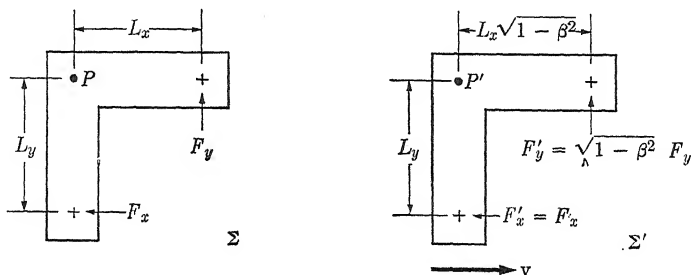 L_x
P
L_y
F_y
F_x
Σ
L_x√1 − β²
P′
L_y
F′_y = √1 − β² F_y
F′_x = F_x
Σ′
v